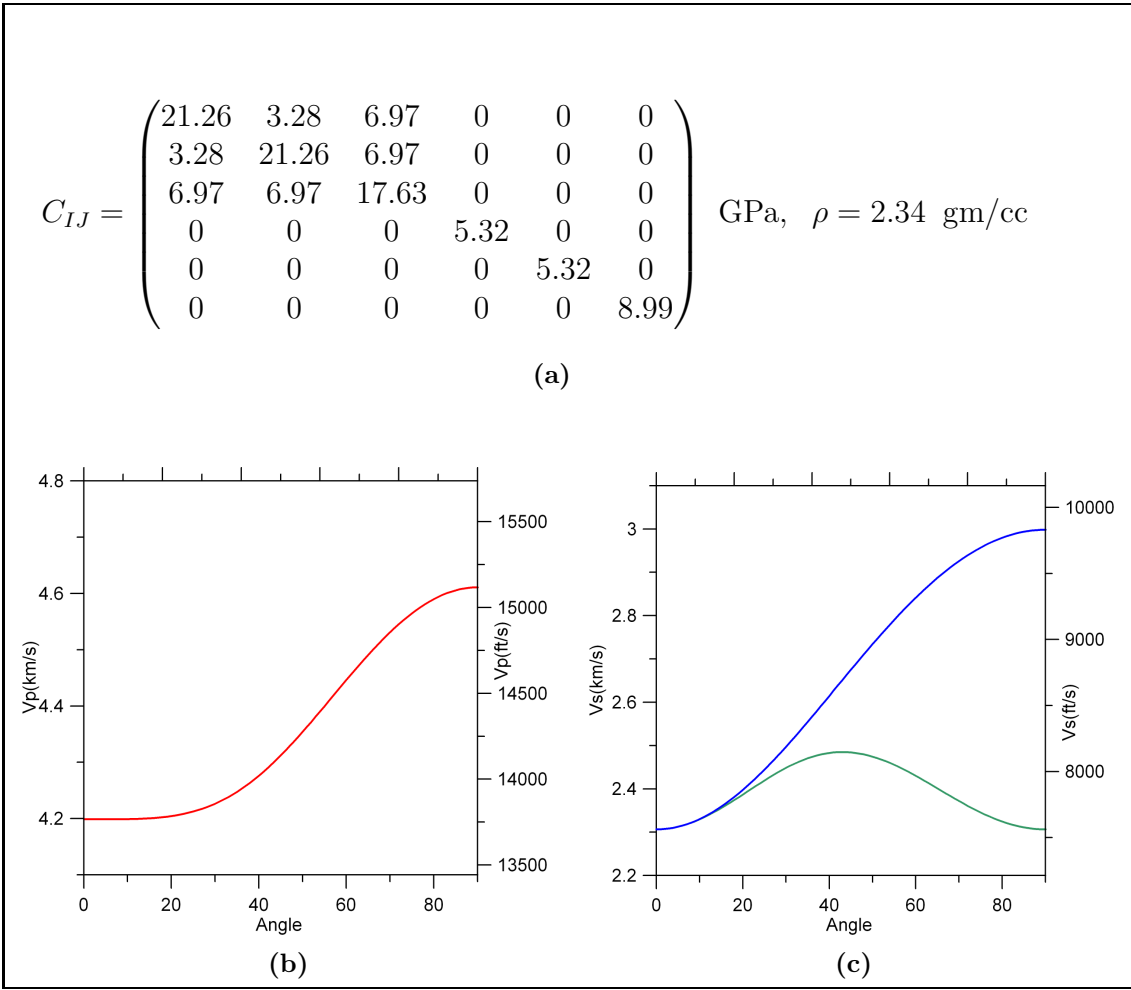 21.26 3.28 6.97 0 0 0
3.28 21.26 6.97 0 0 0
6.97 6.97 17.63 0 0 0
C_{IJ} = 0 0 0 5.32 0 0 GPa, ρ = 2.34 gm/cc
0 0 0 0 5.32 0
0 0 0 0 0 8.99
(a)
4.8
4.6
4.4
4.2
Vp(km/s)
15500
15000
14500
14000
13500
Vp(ft/s)
0 20 40 60 80
Angle
(b)
3
2.8
2.6
2.4
2.2
Vs(km/s)
10000
9000
8000
Vs(ft/s)
0 20 40 60 80
Angle
(c)